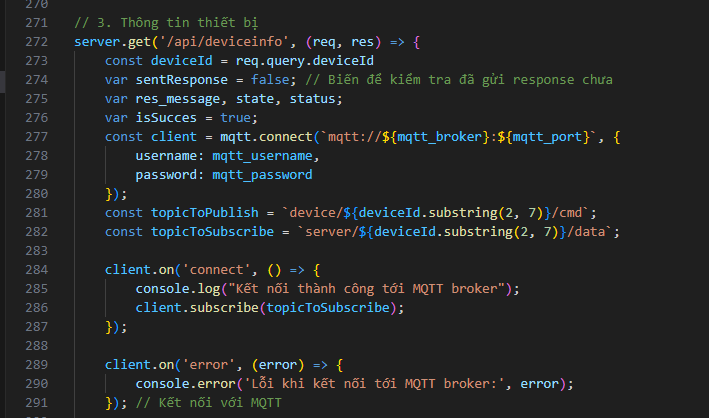 270
271 // 3. Thông tin thiết bị
272 server.get('/api/deviceinfo', (req, res) => {
273 const deviceId = req.query.deviceId
274 var sentResponse = false; // Biến để kiểm tra đã gửi response chưa
275 var res_message, state, status;
276 var isSucces = true;
277 const client = mqtt.connect(`mqtt://${mqtt_broker}:${mqtt_port}`, {
278 username: mqtt_username,
279 password: mqtt_password
280 });
281 const topicToPublish = `device/${deviceId.substring(2, 7)}/cmd`;
282 const topicToSubscribe = `server/${deviceId.substring(2, 7)}/data`;
283
284 client.on('connect', () => {
285 console.log("Kết nối thành công tới MQTT broker");
286 client.subscribe(topicToSubscribe);
287 });
288
289 client.on('error', (error) => {
290 console.error('Lỗi khi kết nối tới MQTT broker:', error);
291 }); // Kết nối với MQTT